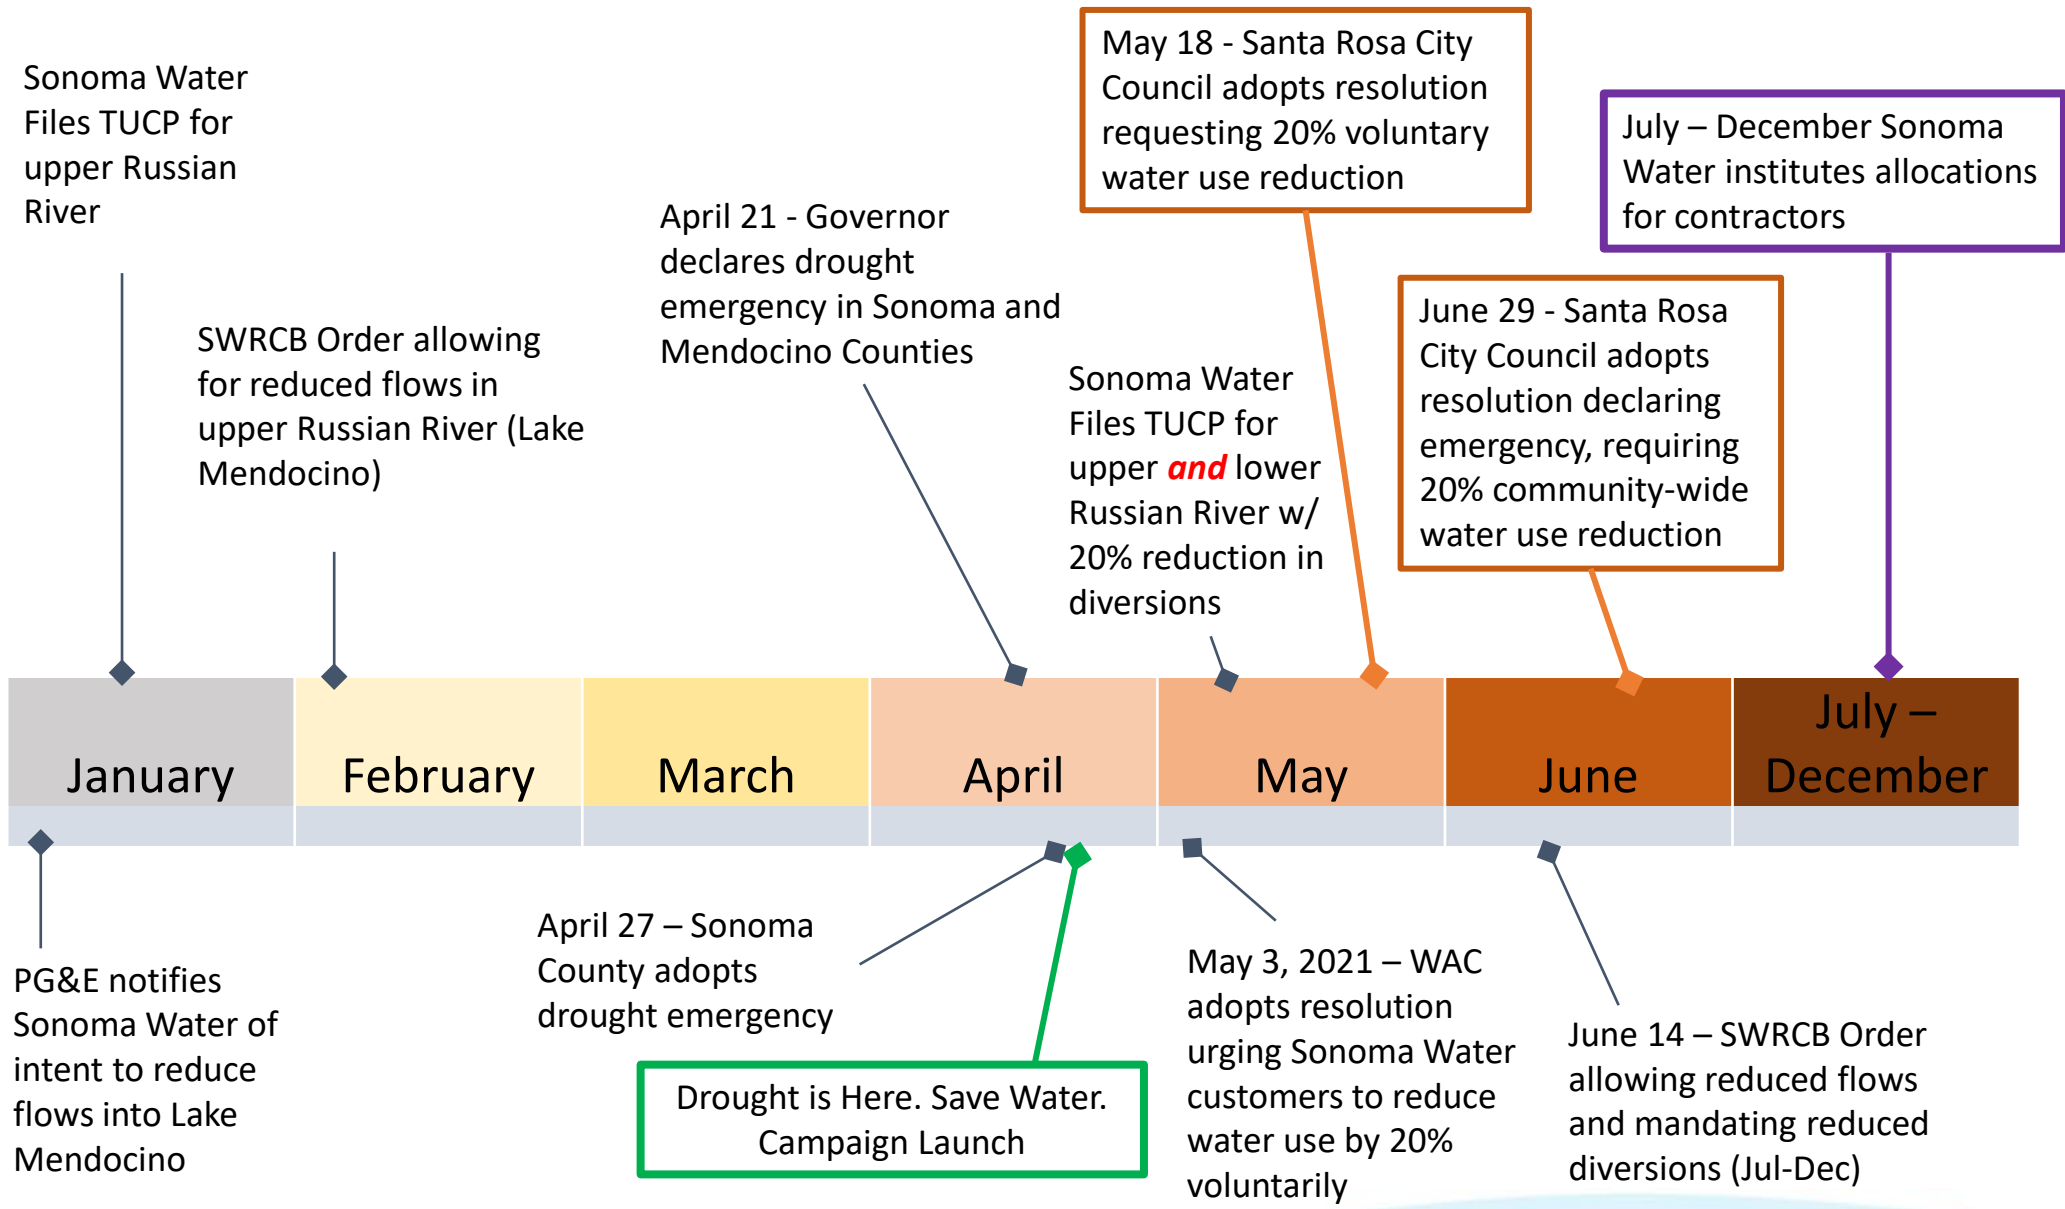 Sonoma Water
Files TUCP for
upper Russian
River
SWRCB Order allowing
for reduced flows in
upper Russian River (Lake
Mendocino)
April 21 - Governor
declares drought
emergency in Sonoma and
Mendocino Counties
Sonoma Water
Files TUCP for
upper and lower
Russian River w/
20% reduction in
diversions
May 18 - Santa Rosa City
Council adopts resolution
requesting 20% voluntary
water use reduction
June 29 - Santa Rosa
City Council adopts
resolution declaring
emergency, requiring
20% community-wide
water use reduction
July – December Sonoma
Water institutes allocations
for contractors
January
February
March
April
May
June
July –
December
PG&E notifies
Sonoma Water of
intent to reduce
flows into Lake
Mendocino
April 27 – Sonoma
County adopts
drought emergency
Drought is Here. Save Water.
Campaign Launch
May 3, 2021 – WAC
adopts resolution
urging Sonoma Water
customers to reduce
water use by 20%
voluntarily
June 14 – SWRCB Order
allowing reduced flows
and mandating reduced
diversions (Jul-Dec)